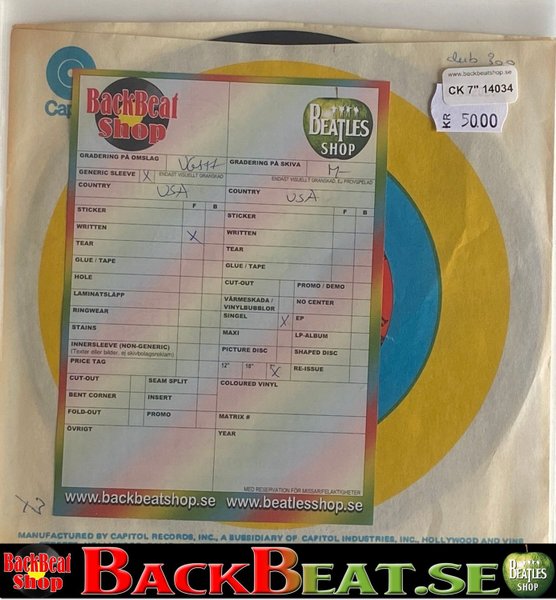 Cap
club 300
www.backbeatshop.se
CK 7" 14034
KR 50.00
BackBeat
Shop
BEATLES
SHOP
GRADERING PÅ OMSLAG VG++
GRADERING PÅ SKIVA M-
GENERIC SLEEVE X ENDAST VISUELLT GRANSKAD
ENDAST VISUELLT GRANSKAD, EJ PROVSPELAD
COUNTRY USA
COUNTRY USA
STICKER F B
STICKER F B
WRITTEN X
WRITTEN
TEAR
TEAR
GLUE / TAPE
GLUE / TAPE
HOLE
CUT-OUT PROMO / DEMO
LAMINATSLÄPP
VÄRMESKADA /
VINYLBUBBLOR NO CENTER
RINGWEAR
SINGEL X EP
STAINS
MAXI LP-ALBUM
INNERSLEEVE (NON-GENERIC)
(Texter eller bilder, ej skivbolagsreklam)
PICTURE DISC SHAPED DISC
PRICE TAG
12" 10" X RE-ISSUE
CUT-OUT SEAM SPLIT
COLOURED VINYL
BENT CORNER INSERT
FOLD-OUT PROMO
MATRIX #
ÖVRIGT
YEAR
MED RESERVATION FÖR MISSAR/FELAKTIGHETER
www.backbeatshop.se www.beatlesshop.se
MANUFACTURED BY CAPITOL RECORDS, INC., A SUBSIDIARY OF CAPITOL INDUSTRIES, INC., HOLLYWOOD AND VINE
BackBeat
Shop
BACKBEAT.SE
BEATLES
SHOP